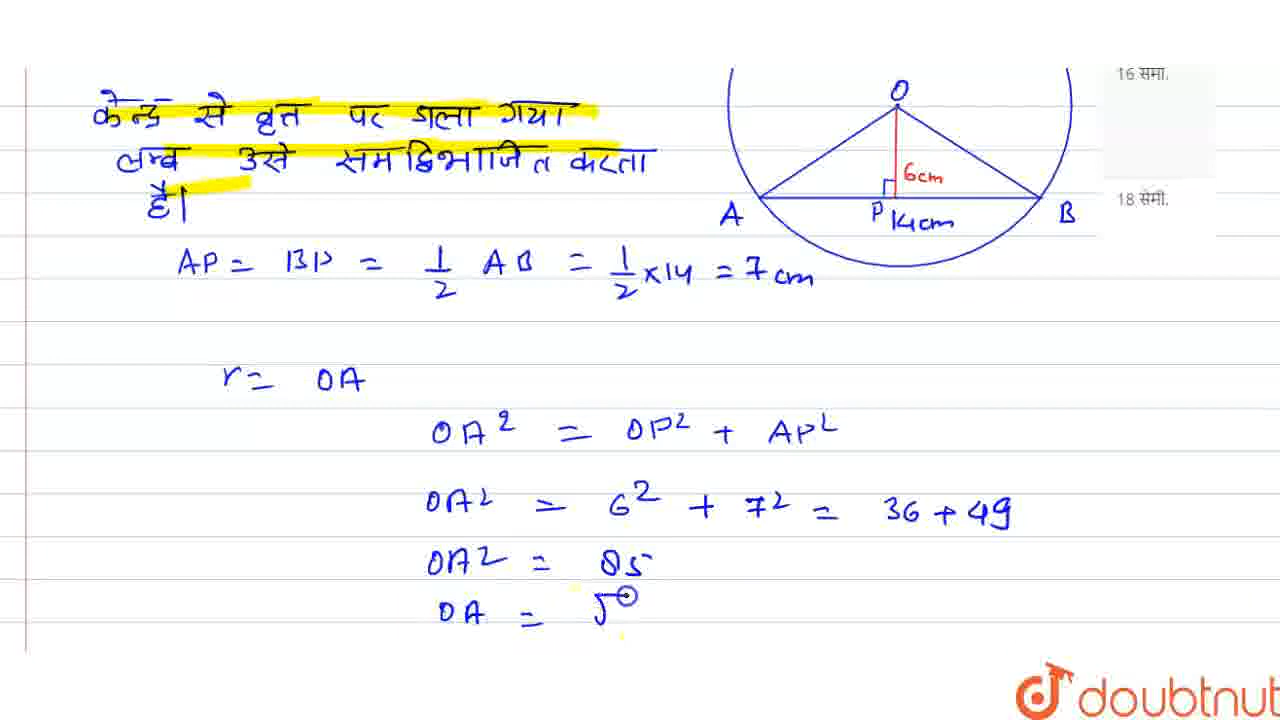 16 समी.
O
केन्द्र से वृत्त पर डाला गया
लम्ब उसे समद्विभाजित करता
है।
6cm
18 सेमी.
A
P
14cm
B
AP = BP = 1/2 AB = 1/2 × 14 = 7 cm
r = OA
OA² = OP² + AP²
OA² = 6² + 7² = 36 + 49
OA² = 85
OA = √
doubtnut